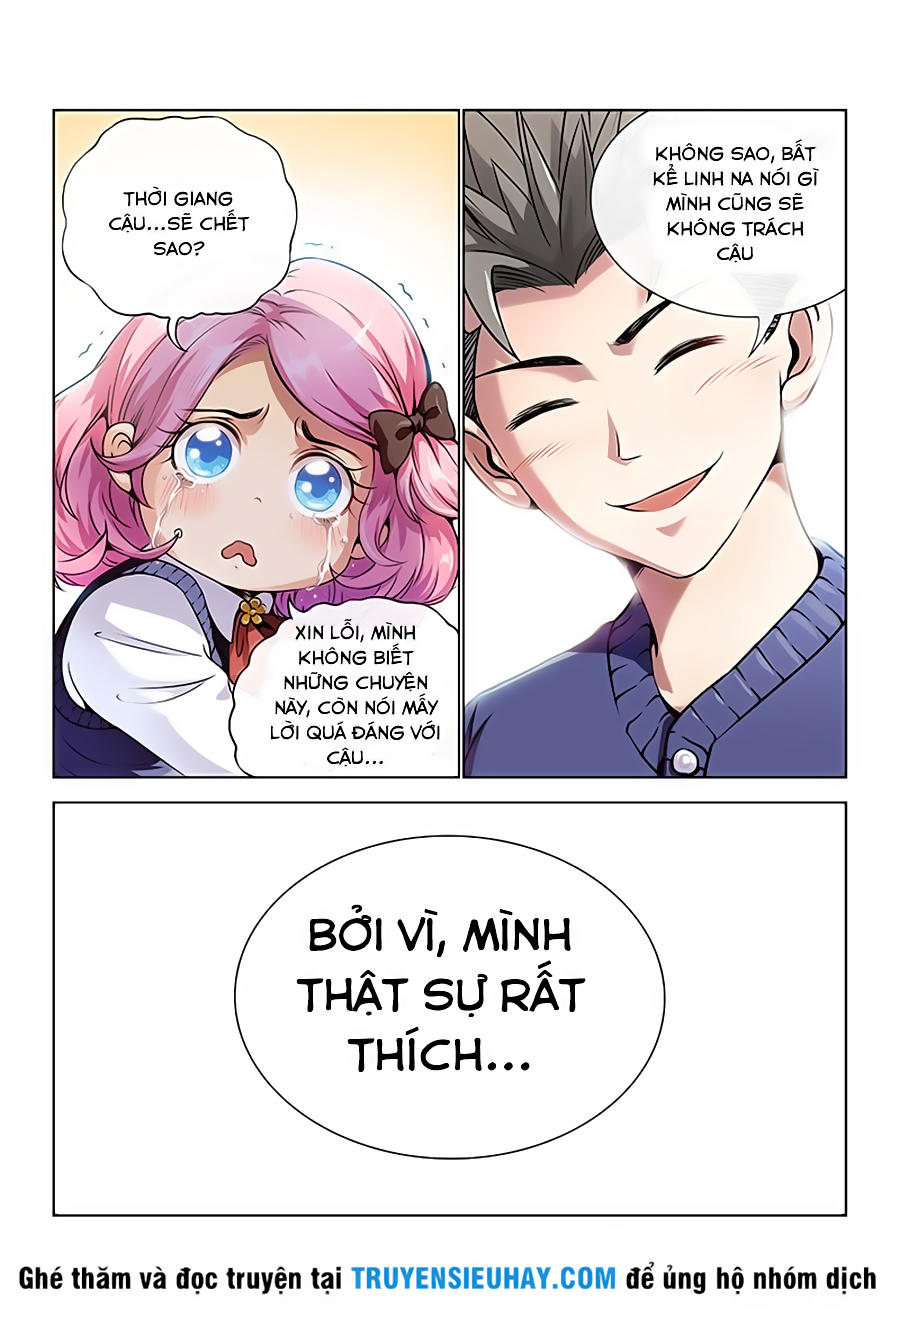 THỜI GIANG
CẬU...SẼ CHẾT
SAO?
XIN LỖI, MÌNH
KHÔNG BIẾT
NHỮNG CHUYỆN
NÀY, CÒN NÓI MẤY
LỜI QUÁ ĐÁNG VỚI
CẬU...
KHÔNG SAO, BẤT
KỂ LINH NA NÓI GÌ
MÌNH CŨNG SẼ
KHÔNG TRÁCH
CẬU
BỞI VÌ, MÌNH
THẬT SỰ RẤT
THÍCH...
Ghé thăm và đọc truyện tại TRUYENSIEUHAY.COM để ủng hộ nhóm dịch